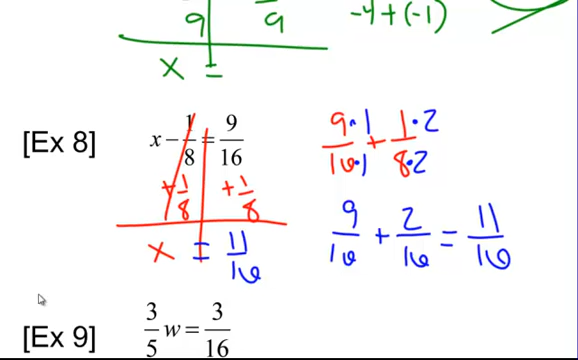 9 9 -4 + (-1)
x =
[Ex 8] x - 1/8 = 9/16 9·1/16·1 + 1·2/8·2
+1/8 +1/8
x = 11/16 9/16 + 2/16 = 11/16
[Ex 9] 3/5 w = 3/16